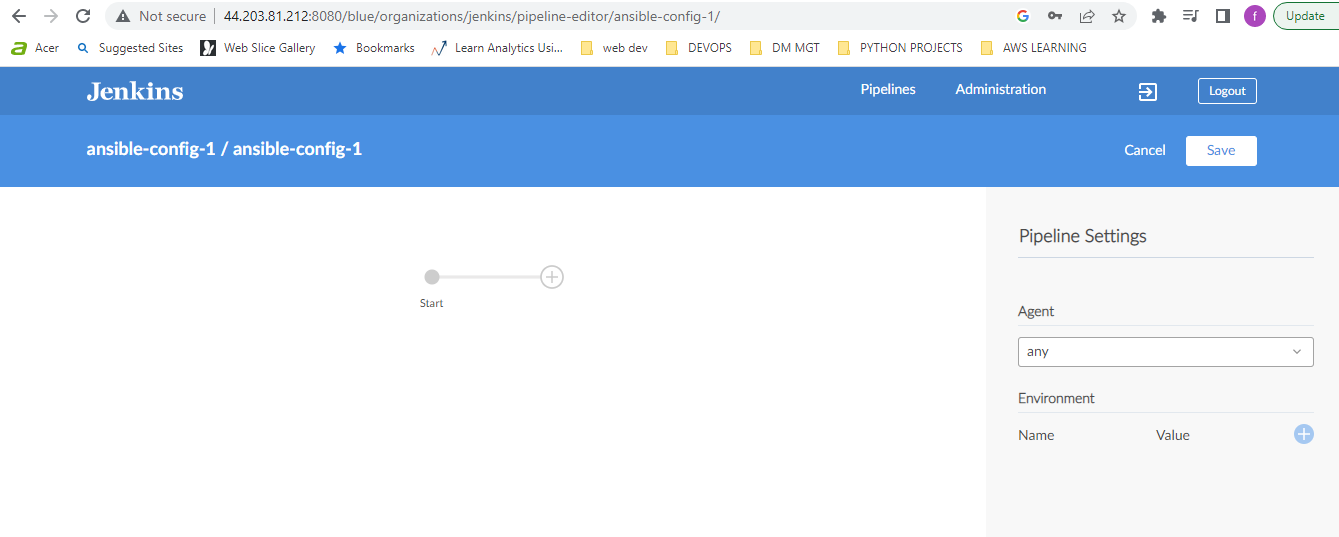 Not secure | 44.203.81.212:8080/blue/organizations/jenkins/pipeline-editor/ansible-config-1/ f Update
a Acer Suggested Sites Web Slice Gallery Bookmarks Learn Analytics Usi... web dev DEVOPS DM MGT PYTHON PROJECTS AWS LEARNING
Jenkins Pipelines Administration Logout
ansible-config-1 / ansible-config-1 Cancel Save
Start
Pipeline Settings
Agent
any
Environment
Name Value